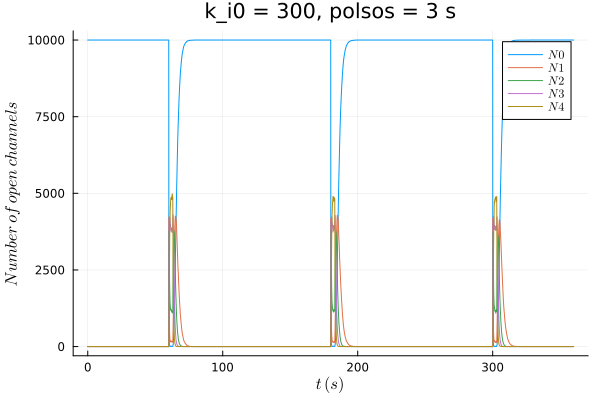 k_i0 = 300, polsos = 3 s
Number of open channels
10000
7500
5000
2500
0
N0
N1
N2
N3
N4
0
100
200
300
t (s)